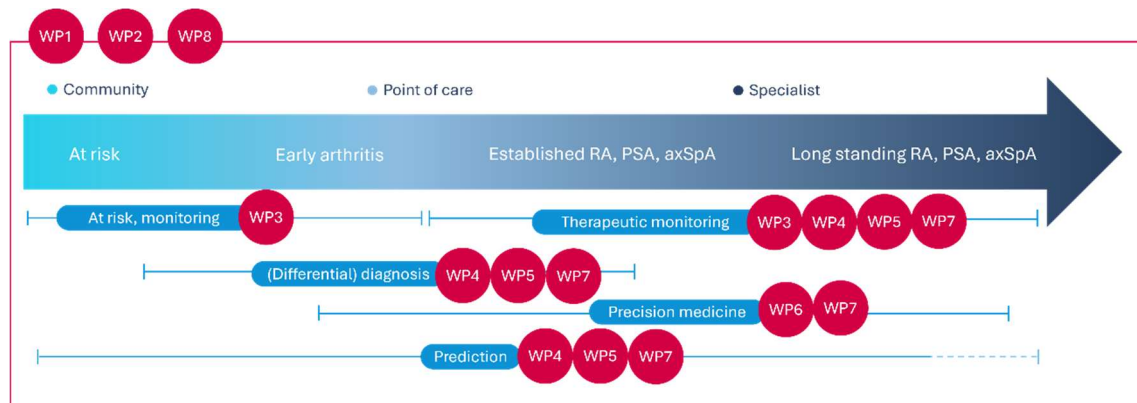 WP1 WP2 WP8
Community Point of care Specialist
At risk Early arthritis Established RA, PSA, axSpA Long standing RA, PSA, axSpA
At risk, monitoring WP3 Therapeutic monitoring WP3 WP4 WP5 WP7
(Differential) diagnosis WP4 WP5 WP7
Precision medicine WP6 WP7
Prediction WP4 WP5 WP7